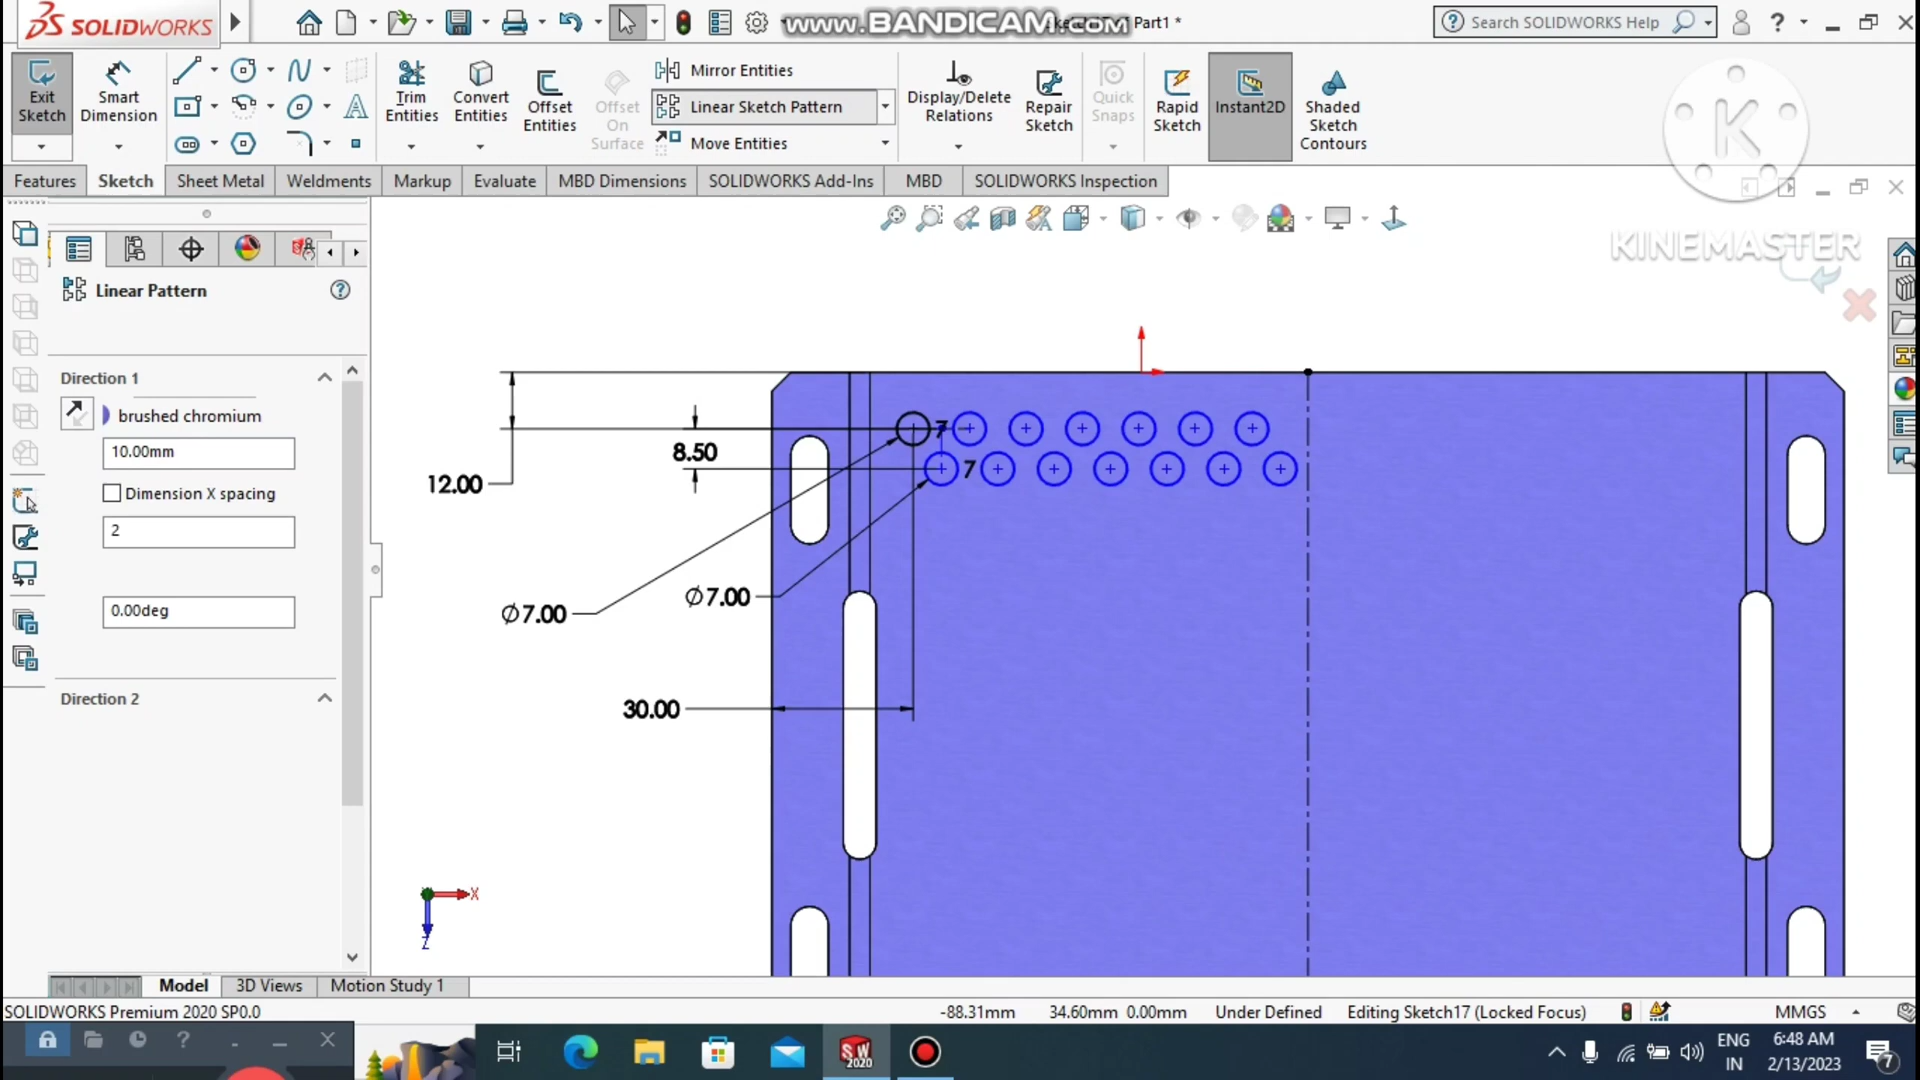 SOLIDWORKS
www.BANDICAM.com
Part1 *
Search SOLIDWORKS Help
Exit Sketch
Smart Dimension
Trim Entities
Convert Entities
Offset Entities
Offset On Surface
Mirror Entities
Linear Sketch Pattern
Move Entities
Display/Delete Relations
Repair Sketch
Quick Snaps
Rapid Sketch
Instant2D
Shaded Sketch Contours
K
Features
Sketch
Sheet Metal
Weldments
Markup
Evaluate
MBD Dimensions
SOLIDWORKS Add-Ins
MBD
SOLIDWORKS Inspection
KINEMASTER
Linear Pattern
Direction 1
brushed chromium
10.00mm
Dimension X spacing
2
0.00deg
Direction 2
7
8.50
7
12.00
Ø7.00
Ø7.00
30.00
X
Z
Model
3D Views
Motion Study 1
SOLIDWORKS Premium 2020 SP0.0
-88.31mm
34.60mm 0.00mm
Under Defined
Editing Sketch17 (Locked Focus)
MMGS
SW
2020
ENG
IN
6:48 AM
2/13/2023
7